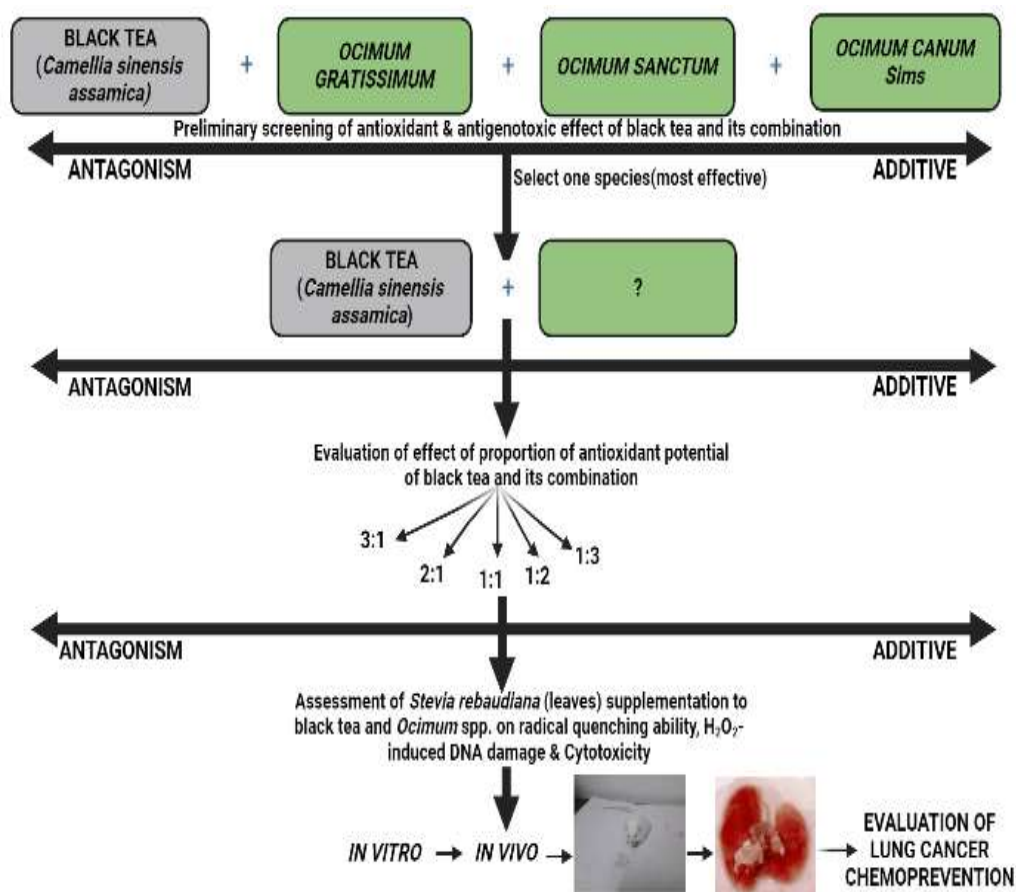 BLACK TEA
(Camellia sinensis
assamica)
+
OCIMUM
GRATISSIMUM
+
OCIMUM SANCTUM
+
OCIMUM CANUM
Sims
Preliminary screening of antioxidant & antigenotoxic effect of black tea and its combination
ANTAGONISM
ADDITIVE
Select one species(most effective)
BLACK TEA
(Camellia sinensis
assamica)
+
?
ANTAGONISM
ADDITIVE
Evaluation of effect of proportion of antioxidant potential
of black tea and its combination
3:1
2:1
1:1
1:2
1:3
ANTAGONISM
ADDITIVE
Assessment of Stevia rebaudiana (leaves) supplementation to
black tea and Ocimum spp. on radical quenching ability, H₂O₂-
induced DNA damage & Cytotoxicity
IN VITRO
IN VIVO
EVALUATION OF
LUNG CANCER
CHEMOPREVENTION